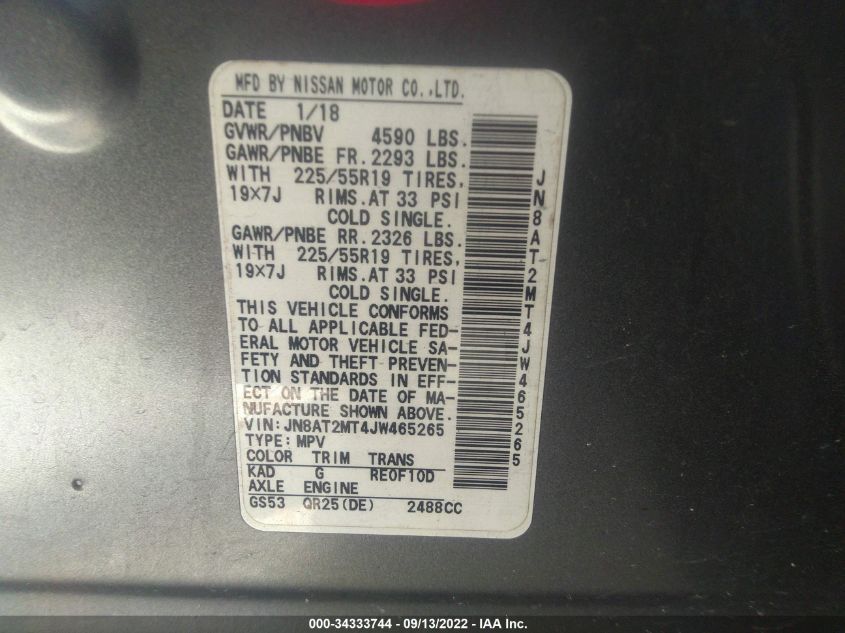 MFD BY NISSAN MOTOR CO.,LTD.
DATE 1/18
GVWR/PNBV 4590 LBS.
GAWR/PNBE FR.2293 LBS.
WITH 225/55R19 TIRES,
19×7J RIMS.AT 33 PSI
COLD SINGLE.
GAWR/PNBE RR.2326 LBS.
WITH 225/55R19 TIRES,
19×7J RIMS.AT 33 PSI
COLD SINGLE.
THIS VEHICLE CONFORMS
TO ALL APPLICABLE FED-
ERAL MOTOR VEHICLE SA-
FETY AND THEFT PREVEN-
TION STANDARDS IN EFF-
ECT ON THE DATE OF MA-
NUFACTURE SHOWN ABOVE.
VIN:JN8AT2MT4JW465265
TYPE:MPV
COLOR TRIM TRANS
KAD G RE0F10D
AXLE ENGINE
GS53 QR25(DE) 2488CC
JN8AT2MT4JW465265
000-34333744 - 09/13/2022 - IAA Inc.